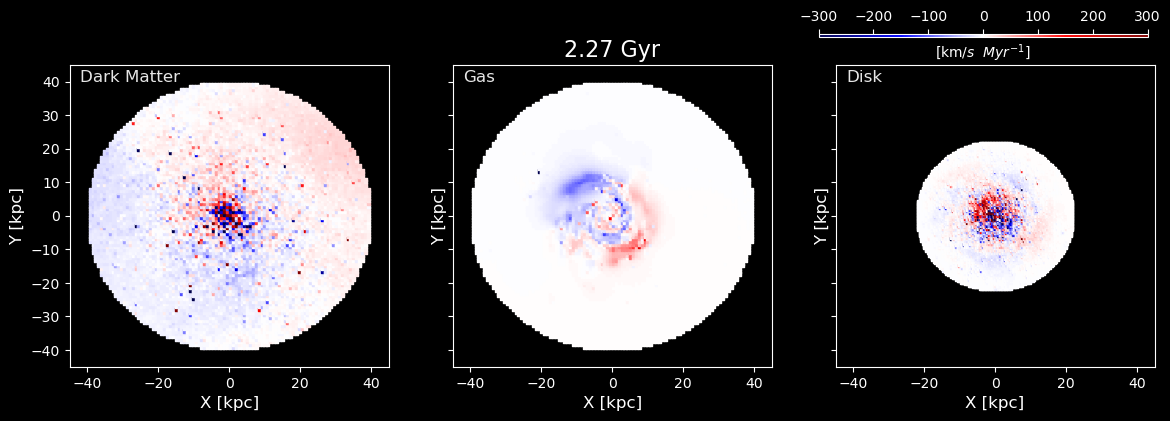 −300 −200 −100 0 100 200 300
[km/s Myr⁻¹]
2.27 Gyr
Dark Matter
Gas
Disk
40
30
20
10
0
−10
−20
−30
−40
Y [kpc]
Y [kpc]
Y [kpc]
−40 −20 0 20 40
−40 −20 0 20 40
−40 −20 0 20 40
X [kpc]
X [kpc]
X [kpc]